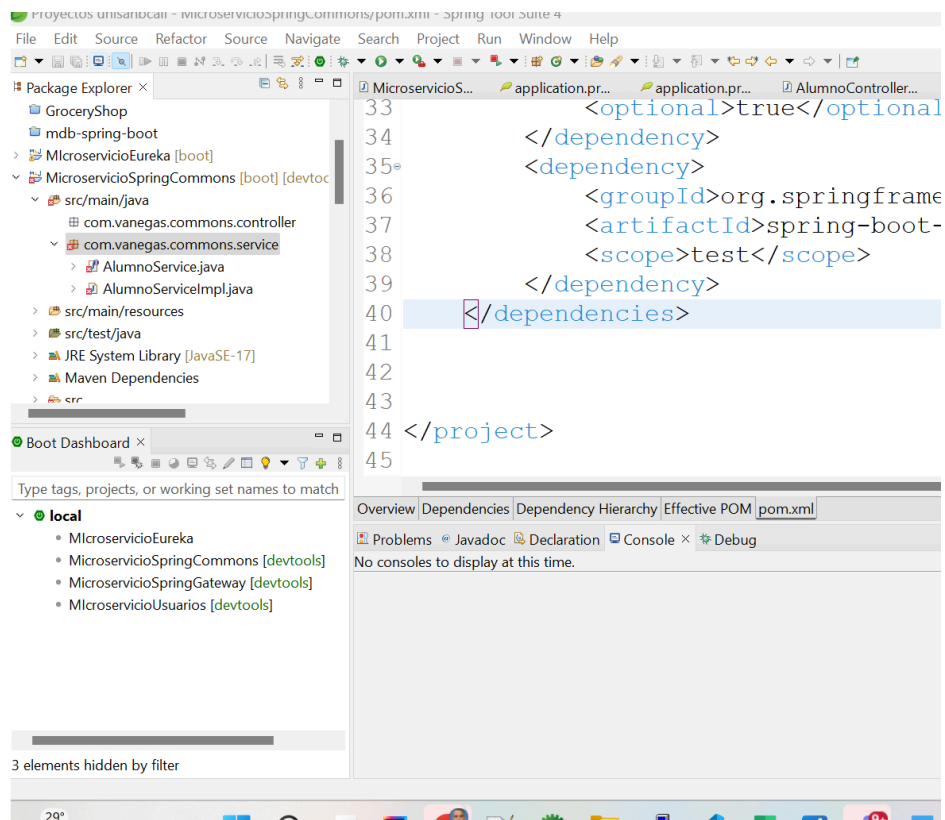 Proyectos unisanbcali - MicroservicioSpringCommons/pom.xml - Spring Tool Suite 4
File Edit Source Refactor Source Navigate Search Project Run Window Help
Package Explorer
GroceryShop
mdb-spring-boot
MIcroservicioEureka [boot]
MicroservicioSpringCommons [boot] [devtoc
src/main/java
com.vanegas.commons.controller
com.vanegas.commons.service
AlumnoService.java
AlumnoServiceImpl.java
src/main/resources
src/test/java
JRE System Library [JavaSE-17]
Maven Dependencies
src
Boot Dashboard
Type tags, projects, or working set names to match
local
MIcroservicioEureka
MicroservicioSpringCommons [devtools]
MicroservicioSpringGateway [devtools]
MIcroservicioUsuarios [devtools]
3 elements hidden by filter
MicroservicioS... application.pr... application.pr... AlumnoController...
33 <optional>true</optional
34 </dependency>
35 <dependency>
36 <groupId>org.springframe
37 <artifactId>spring-boot-
38 <scope>test</scope>
39 </dependency>
40 </dependencies>
41
42
43
44 </project>
45
Overview Dependencies Dependency Hierarchy Effective POM pom.xml
Problems Javadoc Declaration Console Debug
No consoles to display at this time.
29°